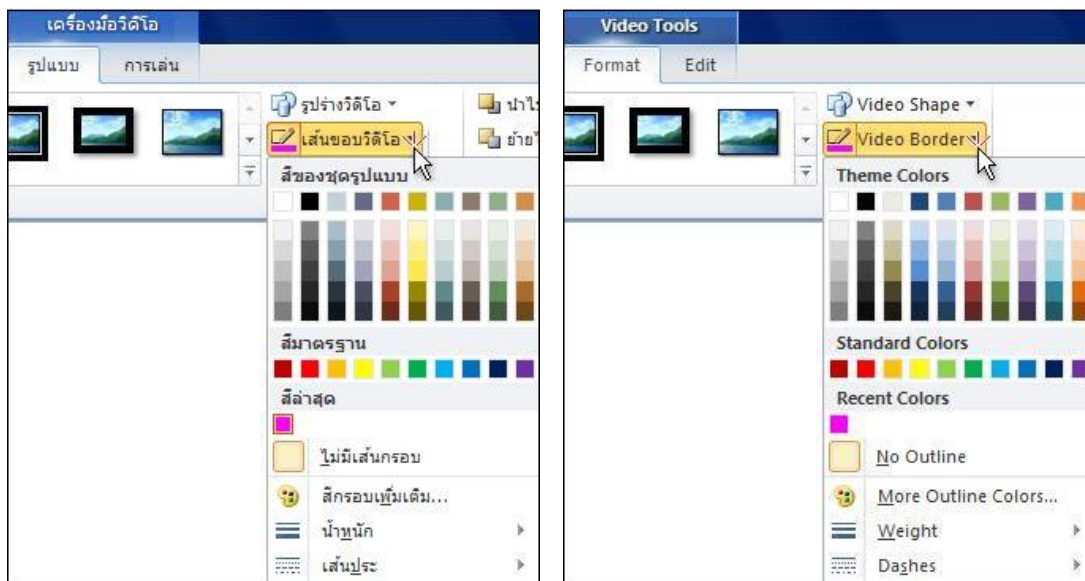 เครื่องมือวิดีโอ
รูปแบบ การเล่น
รูปร่างวิดีโอ
เส้นขอบวิดีโอ
สีของชุดรูปแบบ
สีมาตรฐาน
สีล่าสุด
ไม่มีเส้นกรอบ
สีกรอบเพิ่มเติม...
น้ำหนัก
เส้นประ
Video Tools
Format Edit
Video Shape
Video Border
Theme Colors
Standard Colors
Recent Colors
No Outline
More Outline Colors...
Weight
Dashes